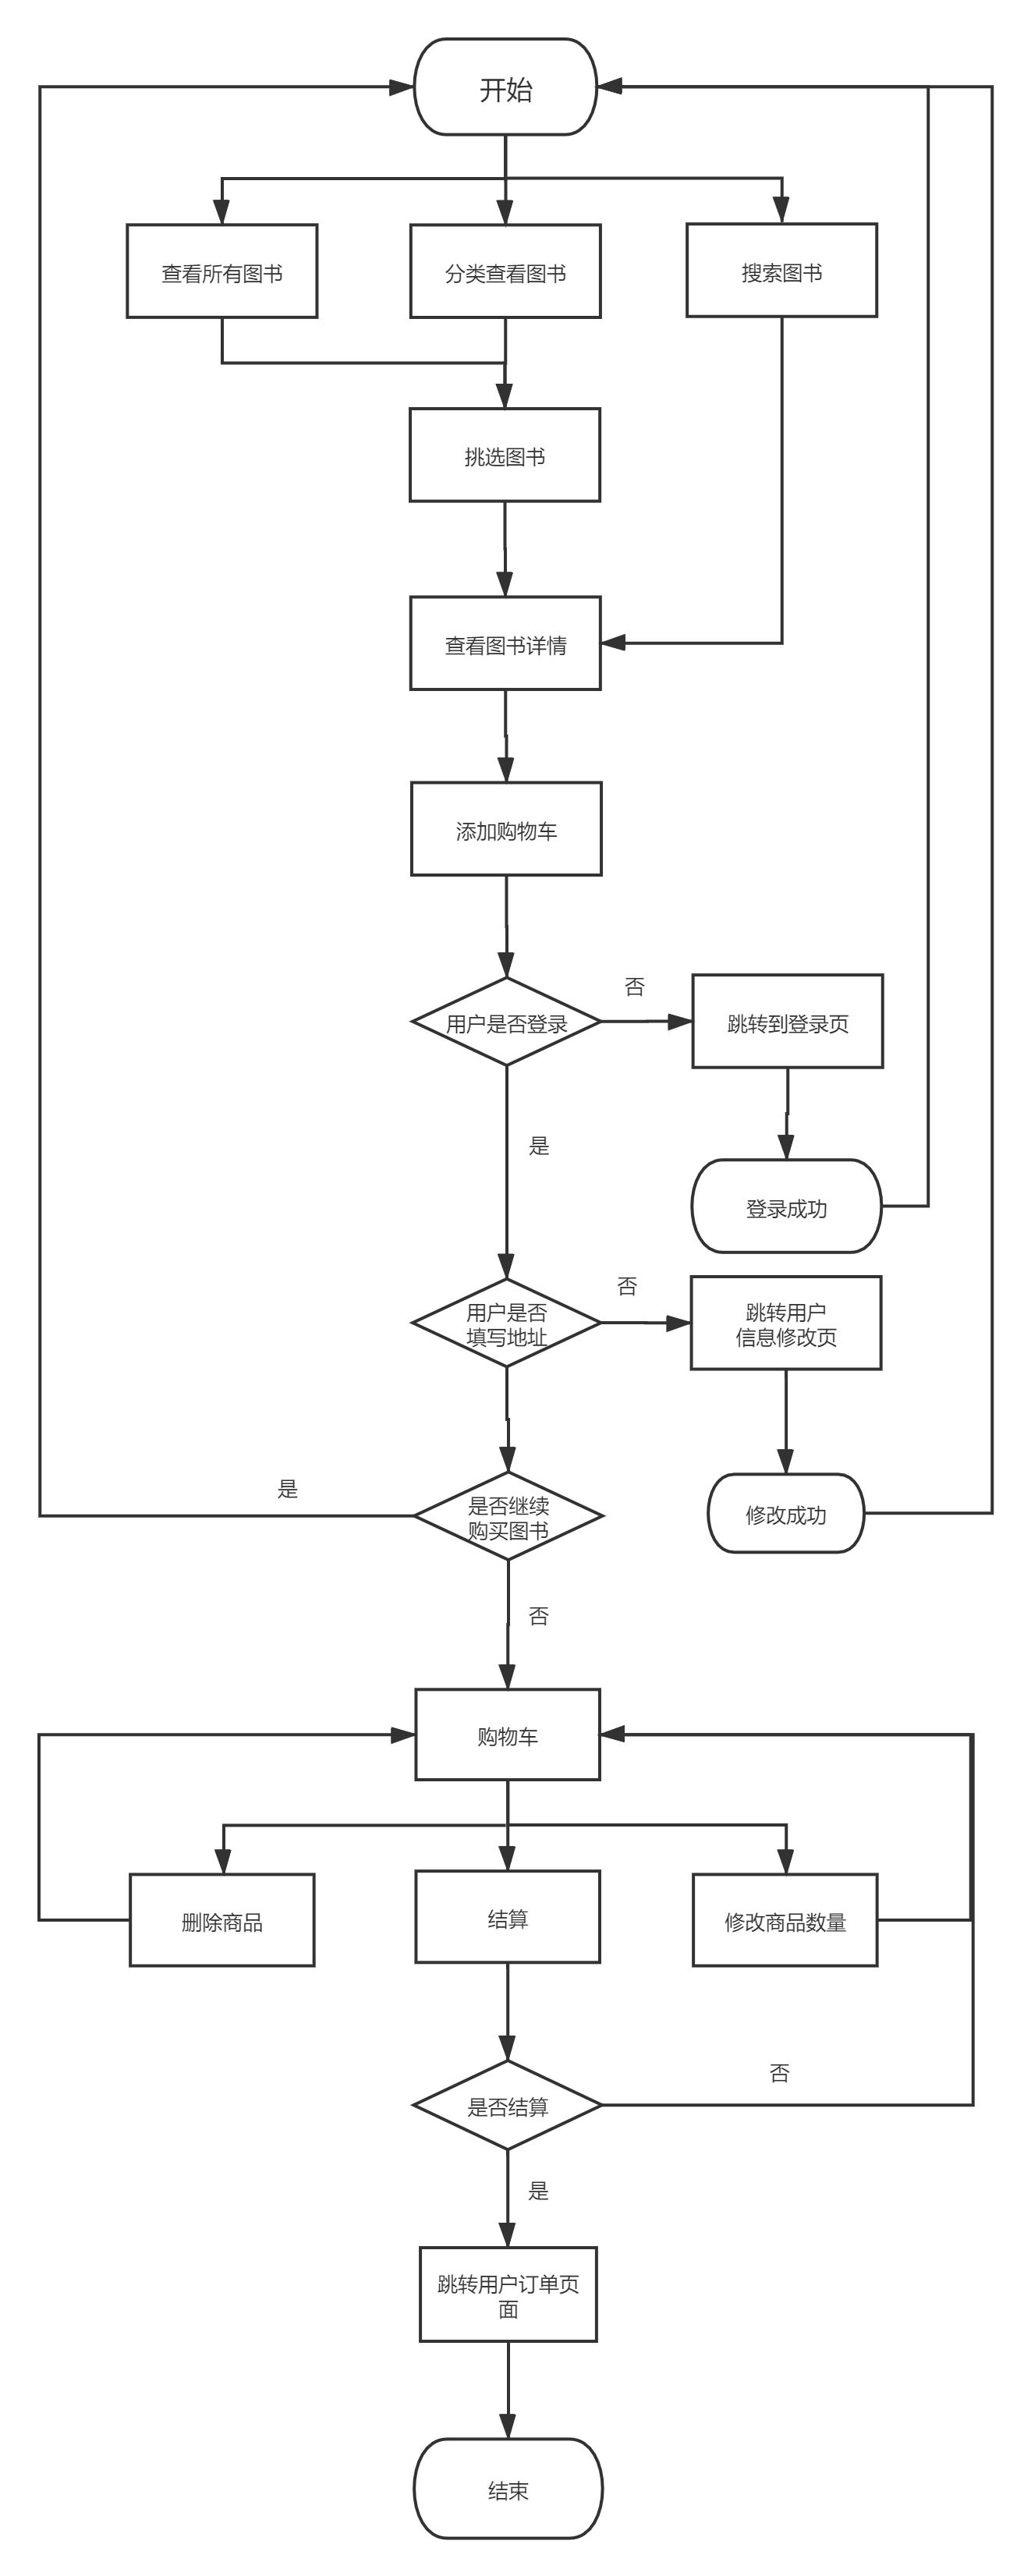 开始
查看所有图书
分类查看图书
搜索图书
挑选图书
查看图书详情
添加购物车
用户是否登录
否
跳转到登录页
是
登录成功
用户是否
填写地址
否
跳转用户
信息修改页
是
是否继续
购买图书
修改成功
否
购物车
删除商品
结算
修改商品数量
是否结算
否
是
跳转用户订单页
面
结束